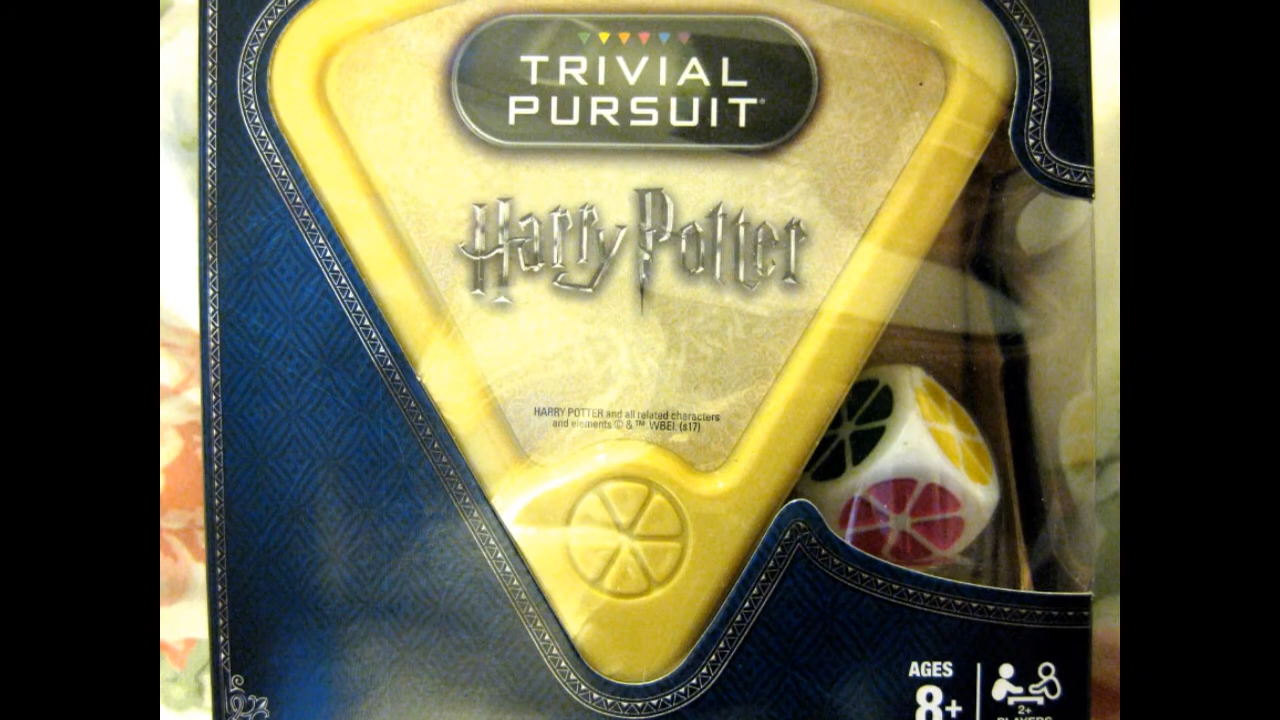 TRIVIAL
PURSUIT
Harry Potter
HARRY POTTER and all related characters
and elements © & ™ WBEI. (s17)
AGES
8+
2+
PLAYERS